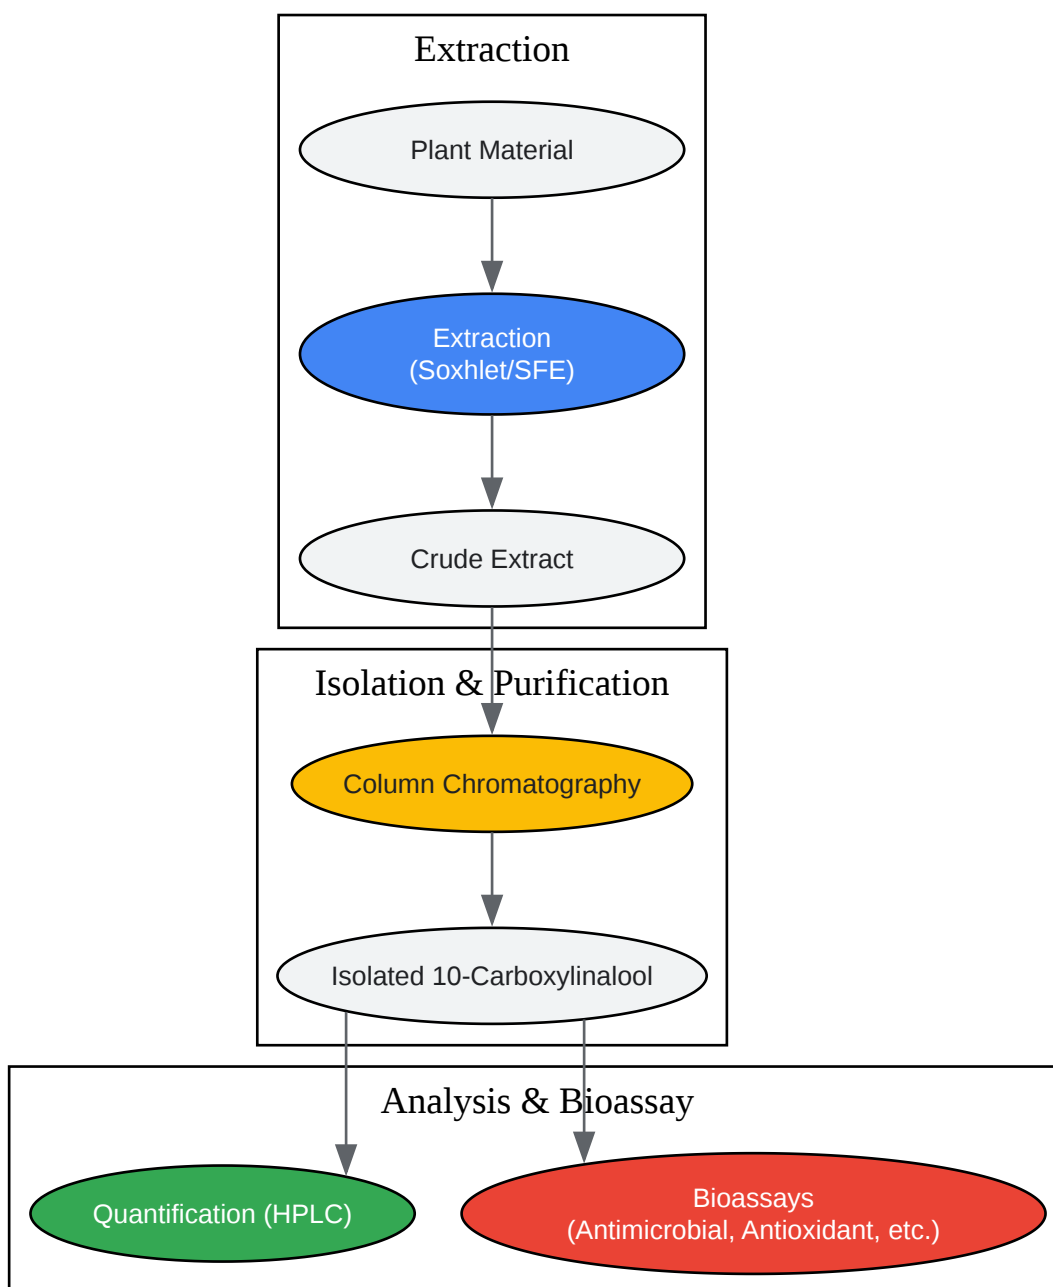 Extraction
Plant Material
Extraction
(Soxhlet/SFE)
Crude Extract
Isolation & Purification
Column Chromatography
Isolated 10-Carboxylinalool
Analysis & Bioassay
Quantification (HPLC)
Bioassays
(Antimicrobial, Antioxidant, etc.)